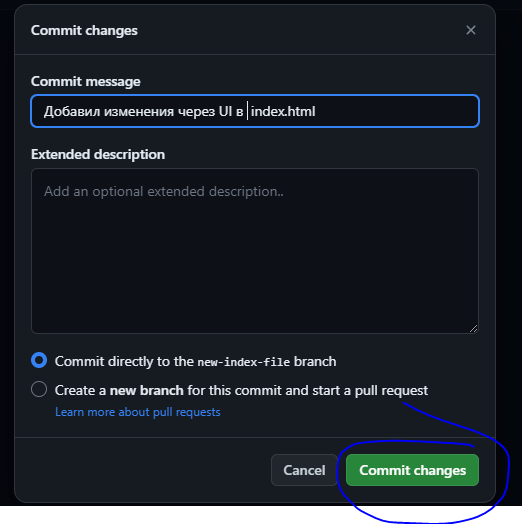 Commit changes
Commit message
Добавил изменения через UI в index.html
Extended description
Add an optional extended description..
Commit directly to the new-index-file branch
Create a new branch for this commit and start a pull request
Learn more about pull requests
Cancel
Commit changes